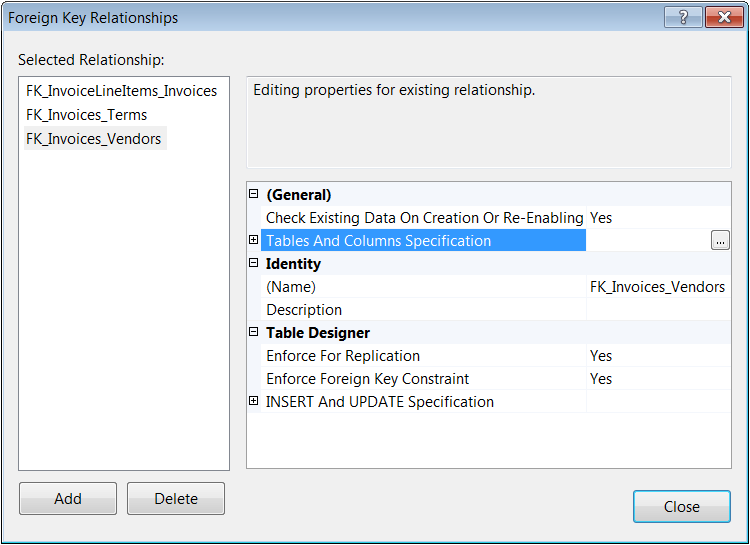 Foreign Key Relationships
?
Selected Relationship:
FK_InvoiceLineItems_Invoices
FK_Invoices_Terms
FK_Invoices_Vendors
Editing properties for existing relationship.
(General)
Check Existing Data On Creation Or Re-Enabling Yes
Tables And Columns Specification ...
Identity
(Name) FK_Invoices_Vendors
Description
Table Designer
Enforce For Replication Yes
Enforce Foreign Key Constraint Yes
INSERT And UPDATE Specification
Add Delete
Close